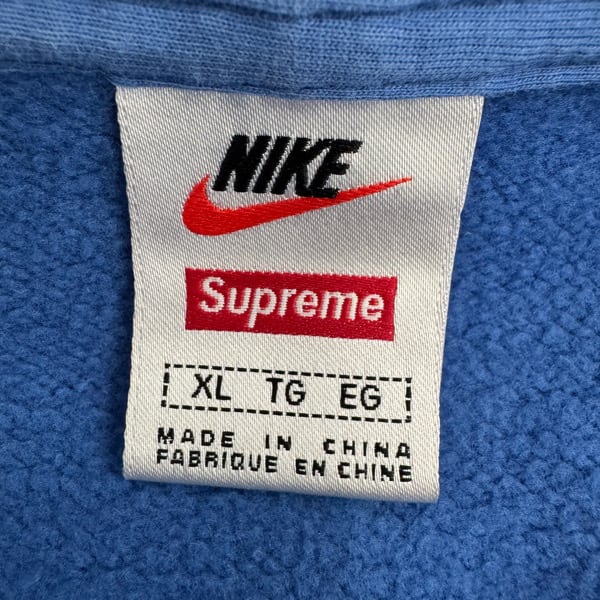 NIKE
Supreme
XL TG EG
MADE IN CHINA
FABRIQUE EN CHINE